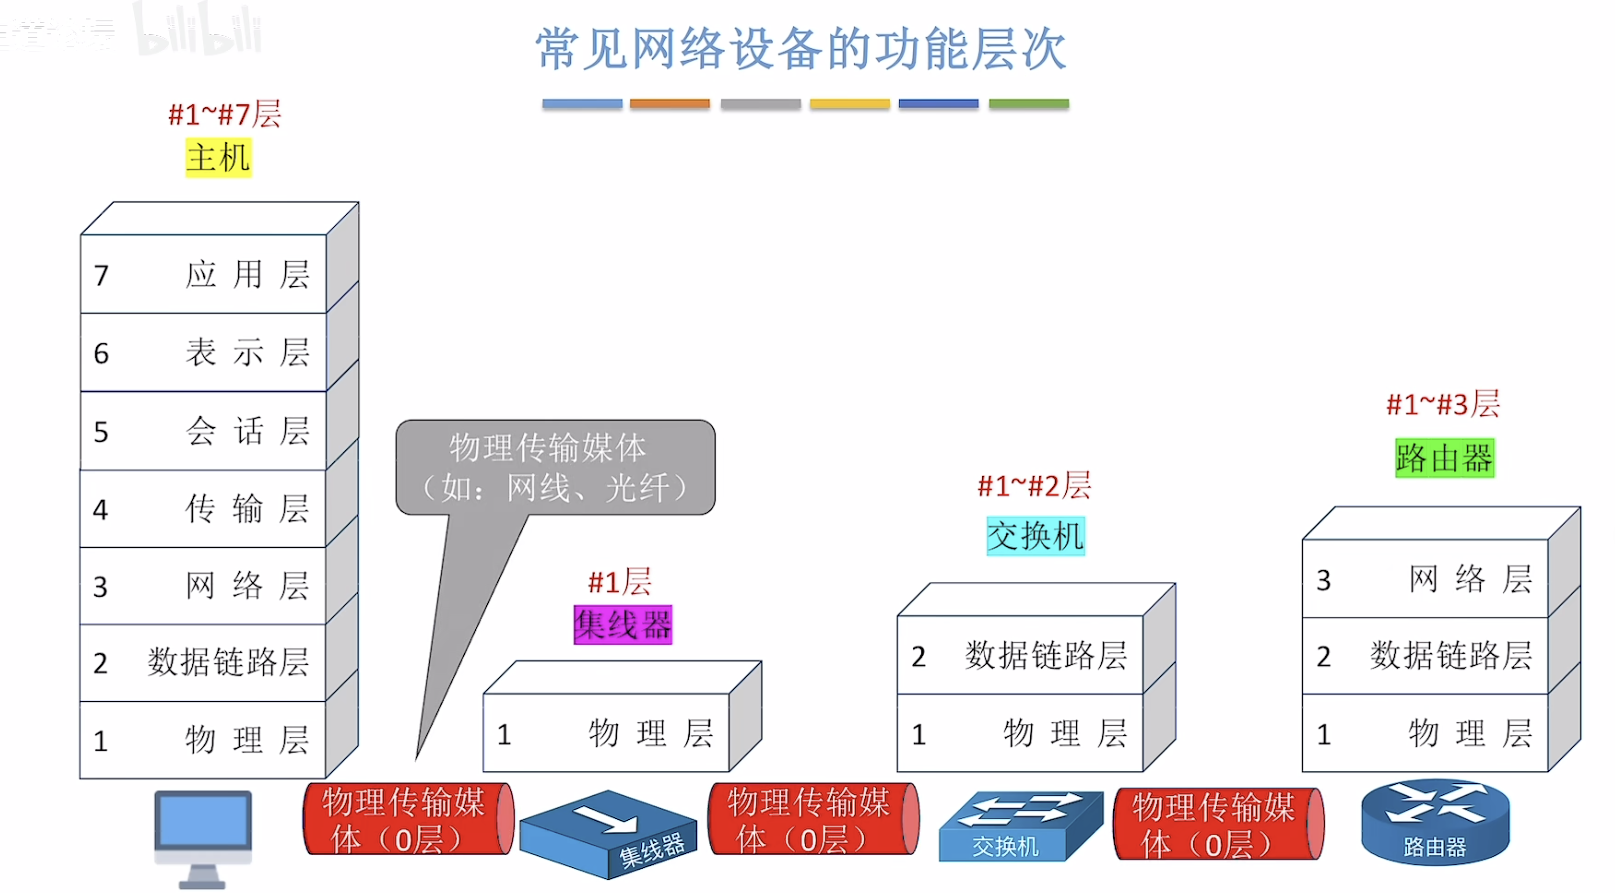 bilibili
常见网络设备的功能层次
#1~#7层
主机
7 应用层
6 表示层
5 会话层
4 传输层
3 网络层
2 数据链路层
1 物理层
物理传输媒体
（如：网线、光纤）
#1层
集线器
1 物理层
#1~#2层
交换机
2 数据链路层
1 物理层
#1~#3层
路由器
3 网络层
2 数据链路层
1 物理层
物理传输媒
体（0层）
集线器
物理传输媒
体（0层）
交换机
物理传输媒
体（0层）
路由器